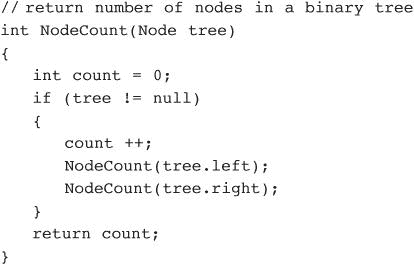 // return number of nodes in a binary tree
int NodeCount(Node tree)
{
    int count = 0;
    if (tree != null)
    {
        count ++;
        NodeCount(tree.left);
        NodeCount(tree.right);
    }
    return count;
}